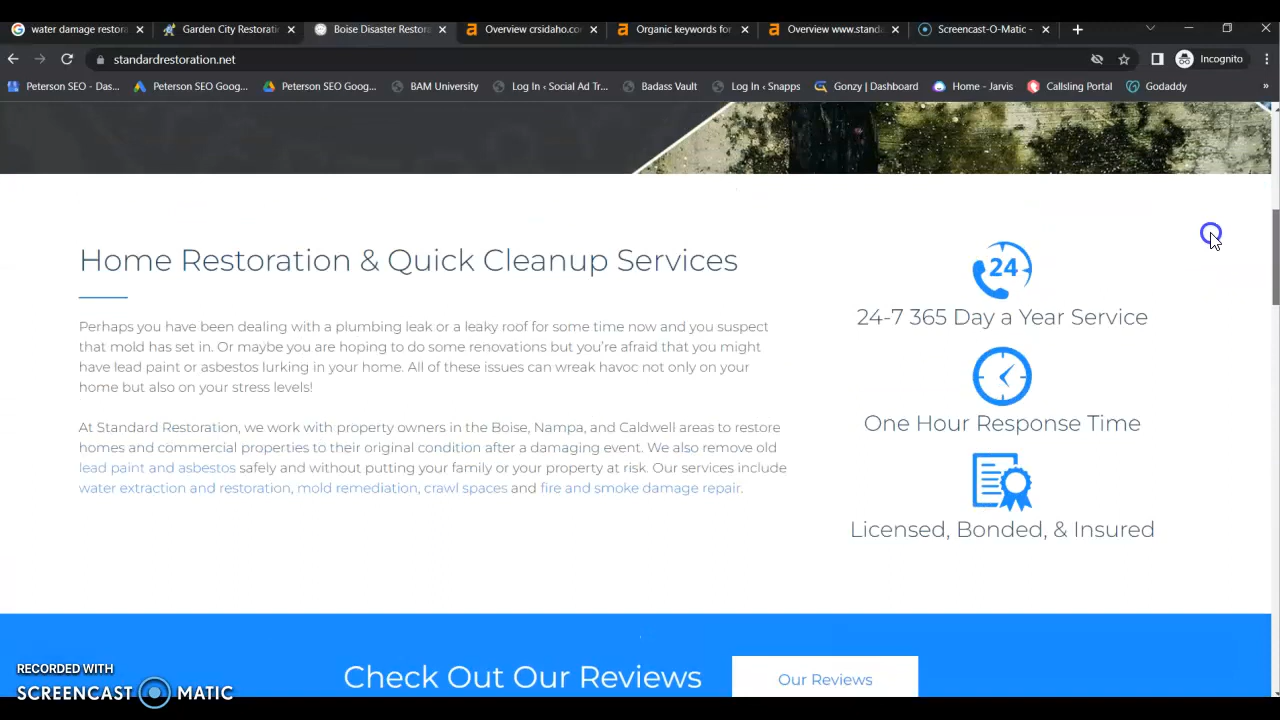 water damage restora
Garden City Restoratio
Boise Disaster Restora
Overview crsidaho.com
Organic keywords for
Overview www.standa
Screencast-O-Matic -
standardrestoration.net
Incognito
Peterson SEO - Das...
Peterson SEO Goog...
Peterson SEO Goog...
BAM University
Log In ‹ Social Ad Tr...
Badass Vault
Log In ‹ Snapps
Gonzy | Dashboard
Home - Jarvis
Callsling Portal
Godaddy
»
Home Restoration & Quick Cleanup Services
Perhaps you have been dealing with a plumbing leak or a leaky roof for some time now and you suspect
that mold has set in. Or maybe you are hoping to do some renovations but you're afraid that you might
have lead paint or asbestos lurking in your home. All of these issues can wreak havoc not only on your
home but also on your stress levels!
At Standard Restoration, we work with property owners in the Boise, Nampa, and Caldwell areas to restore
homes and commercial properties to their original condition after a damaging event. We also remove old
lead paint and asbestos safely and without putting your family or your property at risk. Our services include
water extraction and restoration, mold remediation, crawl spaces and fire and smoke damage repair.
24
24-7 365 Day a Year Service
One Hour Response Time
Licensed, Bonded, & Insured
Check Out Our Reviews
Our Reviews
RECORDED WITH
SCREENCAST MATIC